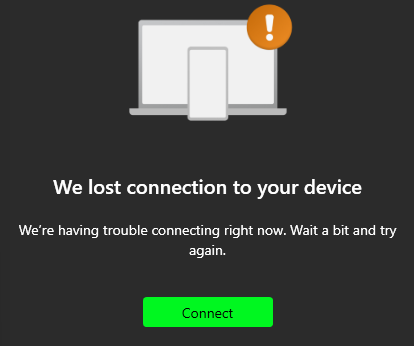 We lost connection to your device
We’re having trouble connecting right now. Wait a bit and try
again.
Connect